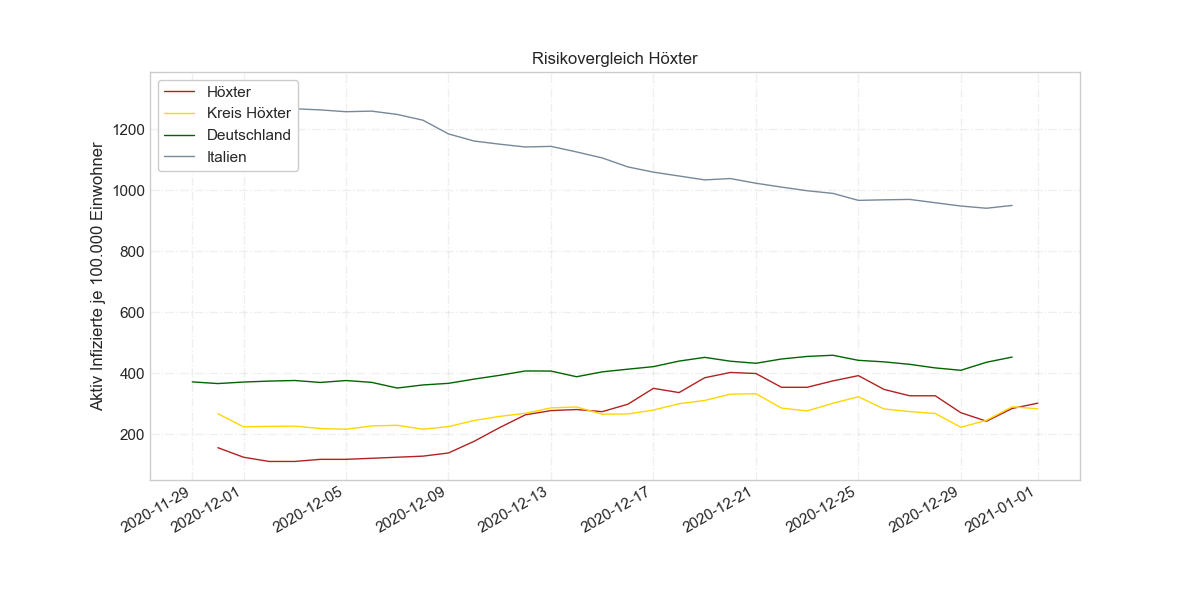 Risikovergleich Höxter
Höxter
Kreis Höxter
Deutschland
Italien
Aktiv Infizierte je 100.000 Einwohner
1200
1000
800
600
400
200
2020-11-29
2020-12-01
2020-12-05
2020-12-09
2020-12-13
2020-12-17
2020-12-21
2020-12-25
2020-12-29
2021-01-01